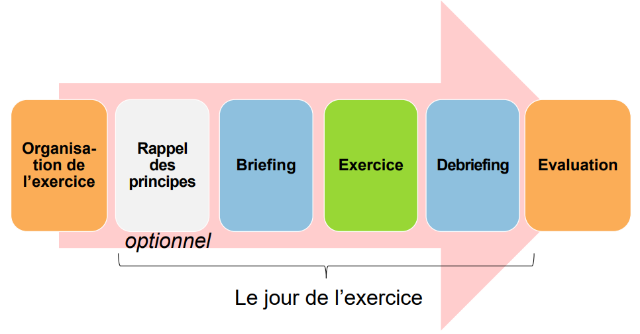 Organisa-
tion de
l'exercice
Rappel
des
principes
Briefing
Exercice
Debriefing
Evaluation
optionnel
Le jour de l'exercice